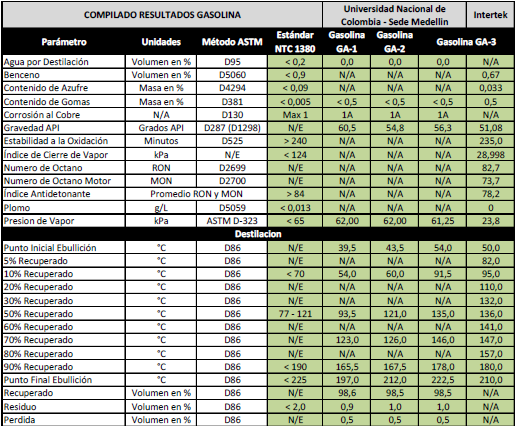 COMPILADO RESULTADOS GASOLINA Universidad Nacional de Colombia - Sede Medellin Intertek
Parámetro Unidades Método ASTM Estándar NTC 1380 Gasolina GA-1 Gasolina GA-2 Gasolina GA-3
Agua por Destilación Volumen en % D95 < 0,2 0,0 0,0 0,0 N/A
Benceno Volumen en % D5060 < 0,9 N/A N/A N/A 0,67
Contenido de Azufre Masa en % D4294 < 0,09 N/A N/A N/A 0,033
Contenido de Gomas Masa en % D381 < 0,005 < 0,5 < 0,5 < 0,5 0,5
Corrosión al Cobre N/A D130 Max 1 1A 1A 1A N/A
Gravedad API Grados API D287 (D1298) N/E 60,5 54,8 56,3 51,08
Estabilidad a la Oxidación Minutos D525 > 240 N/A N/A N/A 235,0
Índice de Cierre de Vapor kPa N/E < 124 N/A N/A N/A 28,998
Numero de Octano RON D2699 N/E N/A N/A N/A 82,7
Numero de Octano Motor MON D2700 N/E N/A N/A N/A 73,7
Índice Antidetonante Promedio RON y MON > 84 N/A N/A N/A 78,2
Plomo g/L D5059 < 0,013 N/A N/A N/A 0
Presion de Vapor kPa ASTM D-323 < 65 62,00 62,00 61,25 23,8
Destilacion
Punto Inicial Ebullición °C D86 N/E 39,5 43,5 54,0 50,0
5% Recuperado °C D86 N/E N/A N/A N/A 82,0
10% Recuperado °C D86 < 70 54,0 60,0 91,5 95,0
20% Recuperado °C D86 N/E N/A N/A N/A 110,0
30% Recuperado °C D86 N/E N/A N/A N/A 132,0
50% Recuperado °C D86 77 - 121 93,5 121,0 135,0 136,0
60% Recuperado °C D86 N/E N/A N/A N/A 141,0
70% Recuperado °C D86 N/E 123,0 126,0 146,0 147,0
80% Recuperado °C D86 N/E N/A N/A N/A 157,0
90% Recuperado °C D86 < 190 165,5 167,5 178,0 180,0
Punto Final Ebullición °C D86 < 225 197,0 212,0 222,5 210,0
Recuperado Volumen en % D86 N/E 98,6 98,5 98,5 N/A
Residuo Volumen en % D86 < 2,0 0,9 1,0 1,0 N/A
Perdida Volumen en % D86 N/E 0,5 0,5 0,5 N/A